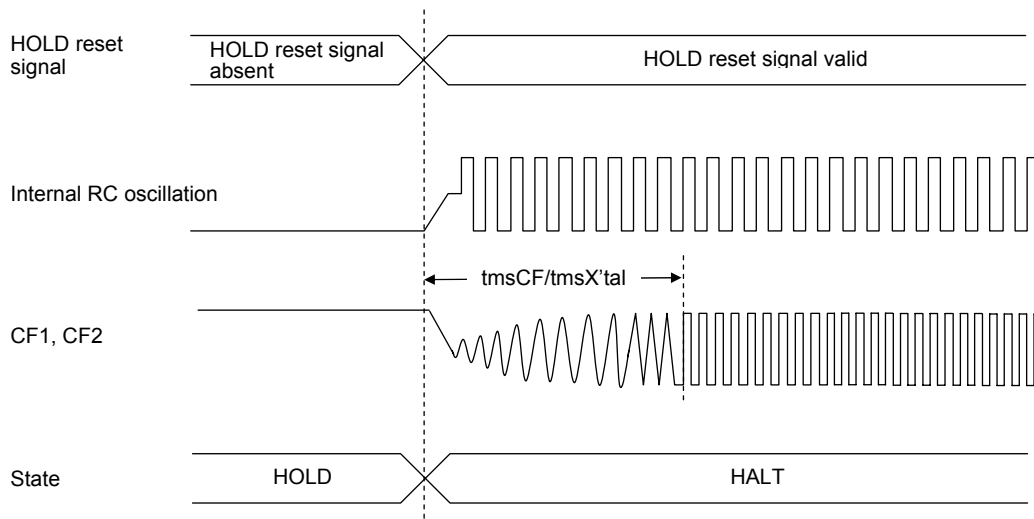 HOLD reset
signal
HOLD reset signal
absent
HOLD reset signal valid
Internal RC oscillation
tmsCF/tmsX’tal
CF1, CF2
State
HOLD
HALT